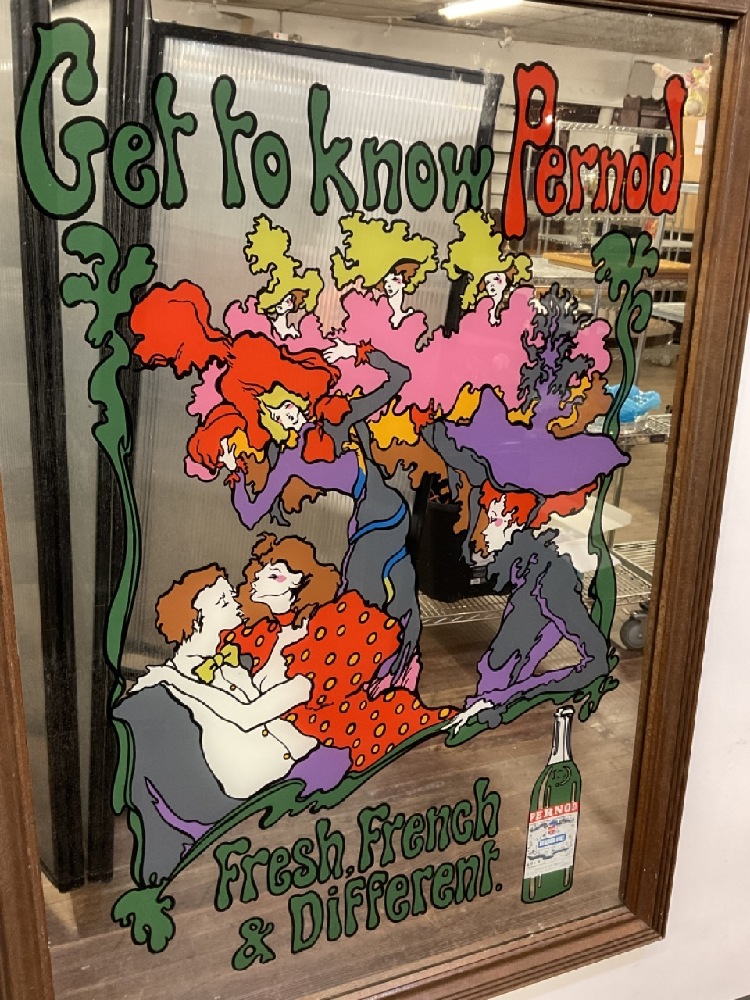 Get to know Pernod
Fresh, French
& Different.
PERNOD